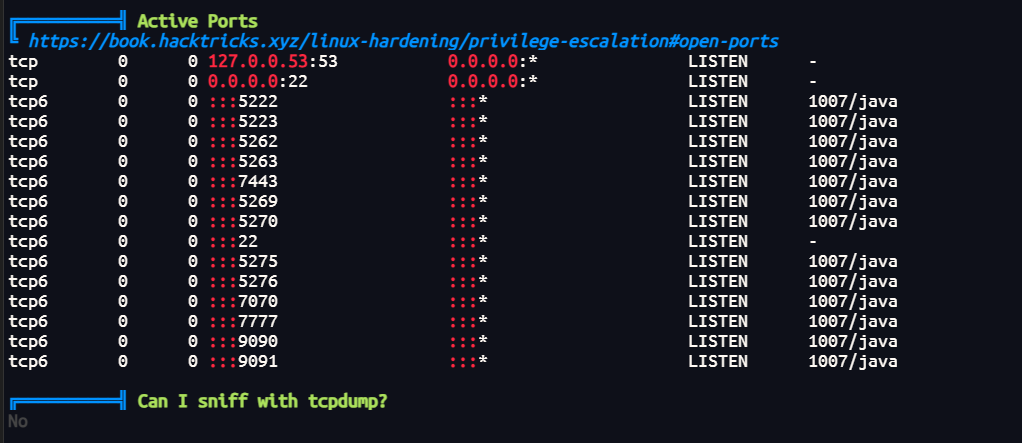 ╔══════════╣ Active Ports
╚ https://book.hacktricks.xyz/linux-hardening/privilege-escalation#open-ports
tcp        0      0 127.0.0.53:53           0.0.0.0:*               LISTEN      -
tcp        0      0 0.0.0.0:22              0.0.0.0:*               LISTEN      -
tcp6       0      0 :::5222                 :::*                    LISTEN      1007/java
tcp6       0      0 :::5223                 :::*                    LISTEN      1007/java
tcp6       0      0 :::5262                 :::*                    LISTEN      1007/java
tcp6       0      0 :::5263                 :::*                    LISTEN      1007/java
tcp6       0      0 :::7443                 :::*                    LISTEN      1007/java
tcp6       0      0 :::5269                 :::*                    LISTEN      1007/java
tcp6       0      0 :::5270                 :::*                    LISTEN      1007/java
tcp6       0      0 :::22                   :::*                    LISTEN      -
tcp6       0      0 :::5275                 :::*                    LISTEN      1007/java
tcp6       0      0 :::5276                 :::*                    LISTEN      1007/java
tcp6       0      0 :::7070                 :::*                    LISTEN      1007/java
tcp6       0      0 :::7777                 :::*                    LISTEN      1007/java
tcp6       0      0 :::9090                 :::*                    LISTEN      1007/java
tcp6       0      0 :::9091                 :::*                    LISTEN      1007/java
╔══════════╣ Can I sniff with tcpdump?
No